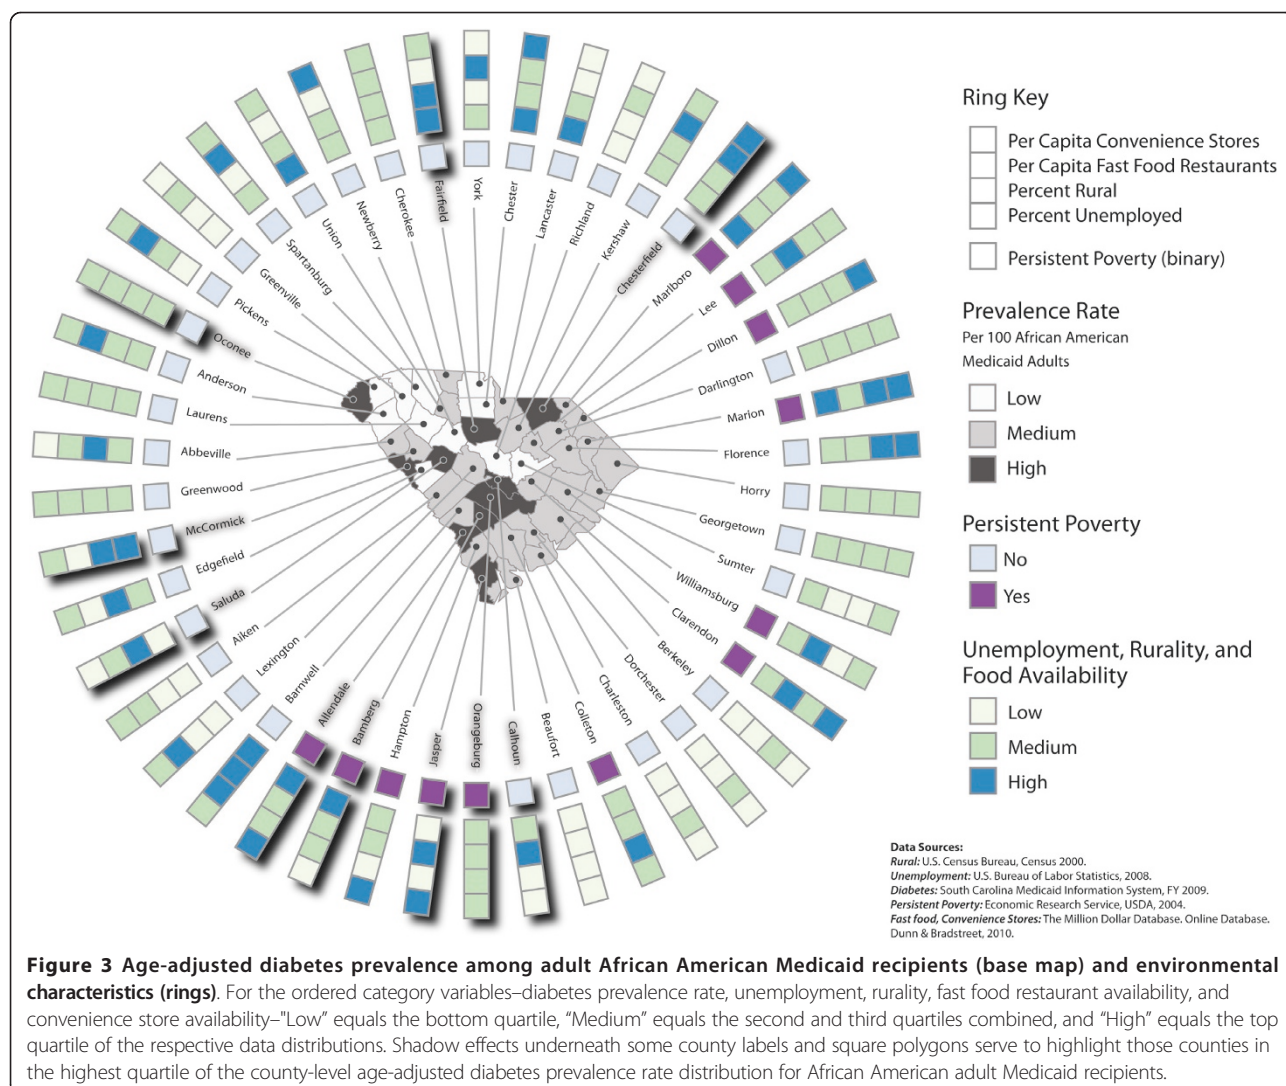 York
Chester
Lancaster
Richland
Kershaw
Chesterfield
Marlboro
Lee
Dillon
Darlington
Marion
Florence
Horry
Georgetown
Sumter
Williamsburg
Clarendon
Berkeley
Dorchester
Charleston
Colleton
Beaufort
Calhoun
Orangeburg
Jasper
Hampton
Bamberg
Allendale
Barnwell
Lexington
Aiken
Saluda
Edgefield
McCormick
Greenwood
Abbeville
Laurens
Anderson
Oconee
Pickens
Greenville
Spartanburg
Union
Newberry
Cherokee
Fairfield
Ring Key
Per Capita Convenience Stores
Per Capita Fast Food Restaurants
Percent Rural
Percent Unemployed
Persistent Poverty (binary)
Prevalence Rate
Per 100 African American
Medicaid Adults
Low
Medium
High
Persistent Poverty
No
Yes
Unemployment, Rurality, and
Food Availability
Low
Medium
High
Data Sources:
Rural: U.S. Census Bureau, Census 2000.
Unemployment: U.S. Bureau of Labor Statistics, 2008.
Diabetes: South Carolina Medicaid Information System, FY 2009.
Persistent Poverty: Economic Research Service, USDA, 2004.
Fast food, Convenience Stores: The Million Dollar Database. Online Database.
Dunn & Bradstreet, 2010.
Figure 3 Age-adjusted diabetes prevalence among adult African American Medicaid recipients (base map) and environmental
characteristics (rings). For the ordered category variables–diabetes prevalence rate, unemployment, rurality, fast food restaurant availability, and
convenience store availability–"Low” equals the bottom quartile, “Medium” equals the second and third quartiles combined, and “High” equals the top
quartile of the respective data distributions. Shadow effects underneath some county labels and square polygons serve to highlight those counties in
the highest quartile of the county-level age-adjusted diabetes prevalence rate distribution for African American adult Medicaid recipients.